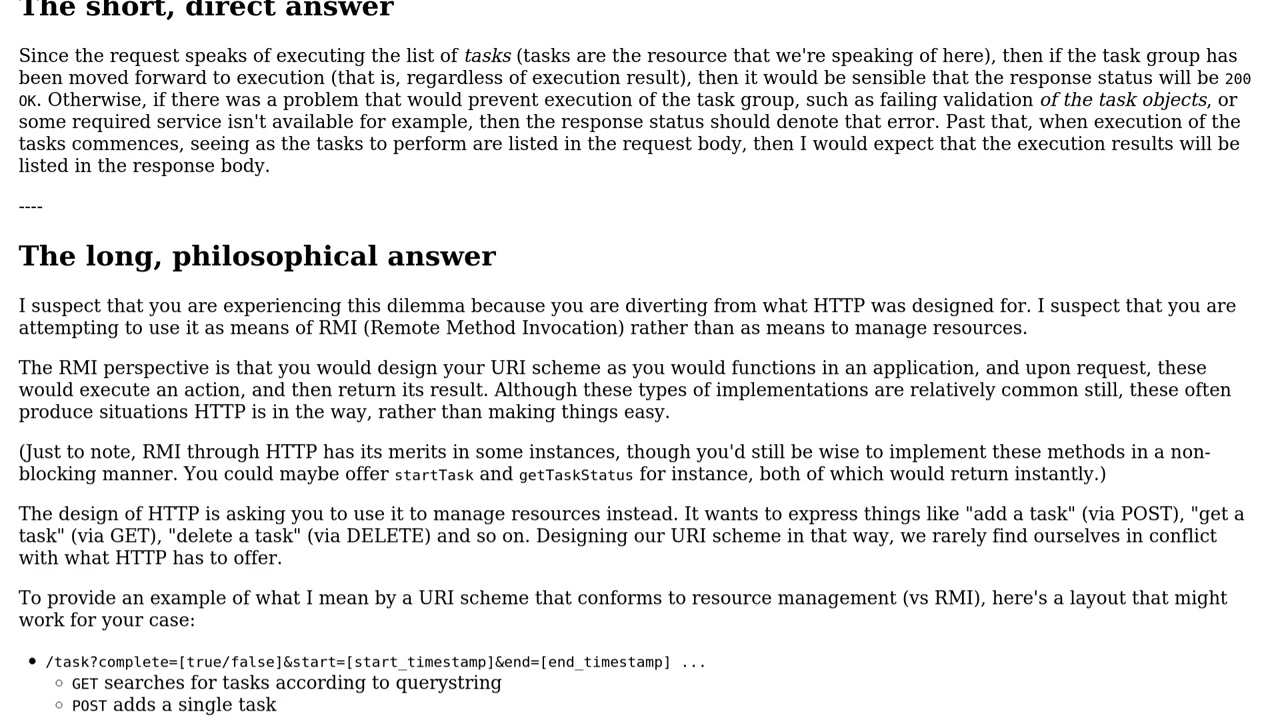 The short, direct answer
Since the request speaks of executing the list of tasks (tasks are the resource that we're speaking of here), then if the task group has
been moved forward to execution (that is, regardless of execution result), then it would be sensible that the response status will be 200
OK. Otherwise, if there was a problem that would prevent execution of the task group, such as failing validation of the task objects, or
some required service isn't available for example, then the response status should denote that error. Past that, when execution of the
tasks commences, seeing as the tasks to perform are listed in the request body, then I would expect that the execution results will be
listed in the response body.
----
The long, philosophical answer
I suspect that you are experiencing this dilemma because you are diverting from what HTTP was designed for. I suspect that you are
attempting to use it as means of RMI (Remote Method Invocation) rather than as means to manage resources.
The RMI perspective is that you would design your URI scheme as you would functions in an application, and upon request, these
would execute an action, and then return its result. Although these types of implementations are relatively common still, these often
produce situations HTTP is in the way, rather than making things easy.
(Just to note, RMI through HTTP has its merits in some instances, though you'd still be wise to implement these methods in a non-
blocking manner. You could maybe offer startTask and getTaskStatus for instance, both of which would return instantly.)
The design of HTTP is asking you to use it to manage resources instead. It wants to express things like "add a task" (via POST), "get a
task" (via GET), "delete a task" (via DELETE) and so on. Designing our URI scheme in that way, we rarely find ourselves in conflict
with what HTTP has to offer.
To provide an example of what I mean by a URI scheme that conforms to resource management (vs RMI), here's a layout that might
work for your case:
• /task?complete=[true/false]&start=[start_timestamp]&end=[end_timestamp] ...
◦ GET searches for tasks according to querystring
◦ POST adds a single task